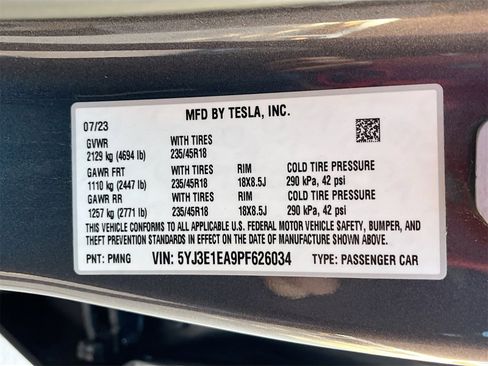 MFD BY TESLA, INC.
07/23
GVWR WITH TIRES
2129 kg (4694 lb) 235/45R18
GAWR FRT WITH TIRES RIM COLD TIRE PRESSURE
1110 kg (2447 lb) 235/45R18 18X8.5J 290 kPa, 42 psi
GAWR RR WITH TIRES RIM COLD TIRE PRESSURE
1257 kg (2771 lb) 235/45R18 18X8.5J 290 kPa, 42 psi
THIS VEHICLE CONFORMS TO ALL APPLICABLE
U.S. FEDERAL MOTOR VEHICLE SAFETY, BUMPER, AND
THEFT PREVENTION STANDARDS IN EFFECT ON THE
DATE OF MANUFACTURE SHOWN ABOVE.
PNT: PMNG VIN: 5YJ3E1EA9PF626034 TYPE: PASSENGER CAR